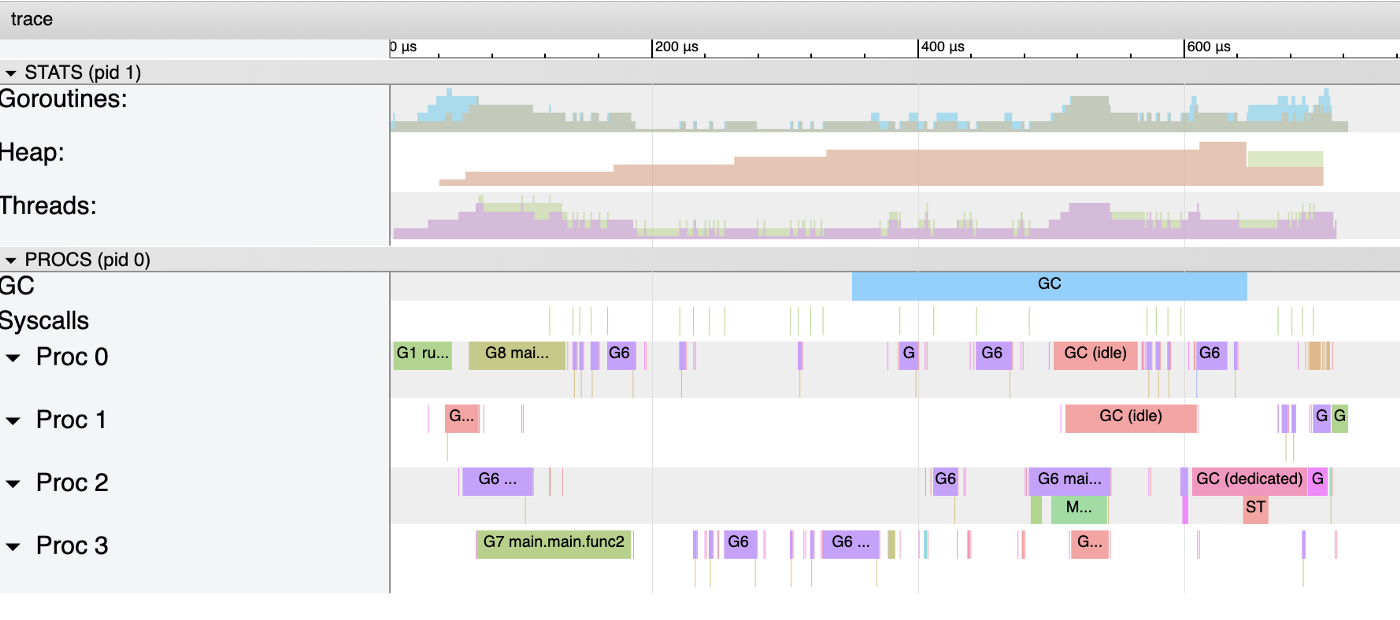 trace
0 µs 200 µs 400 µs 600 µs
STATS (pid 1)
Goroutines:
Heap:
Threads:
PROCS (pid 0)
GC GC
Syscalls
Proc 0 G1 ru... G8 mai... G6 G G6 GC (idle) G6
Proc 1 G... GC (idle) G G
Proc 2 G6 ... G6 G6 mai... GC (dedicated) G
M... ST
Proc 3 G7 main.main.func2 G6 G6 ... G...